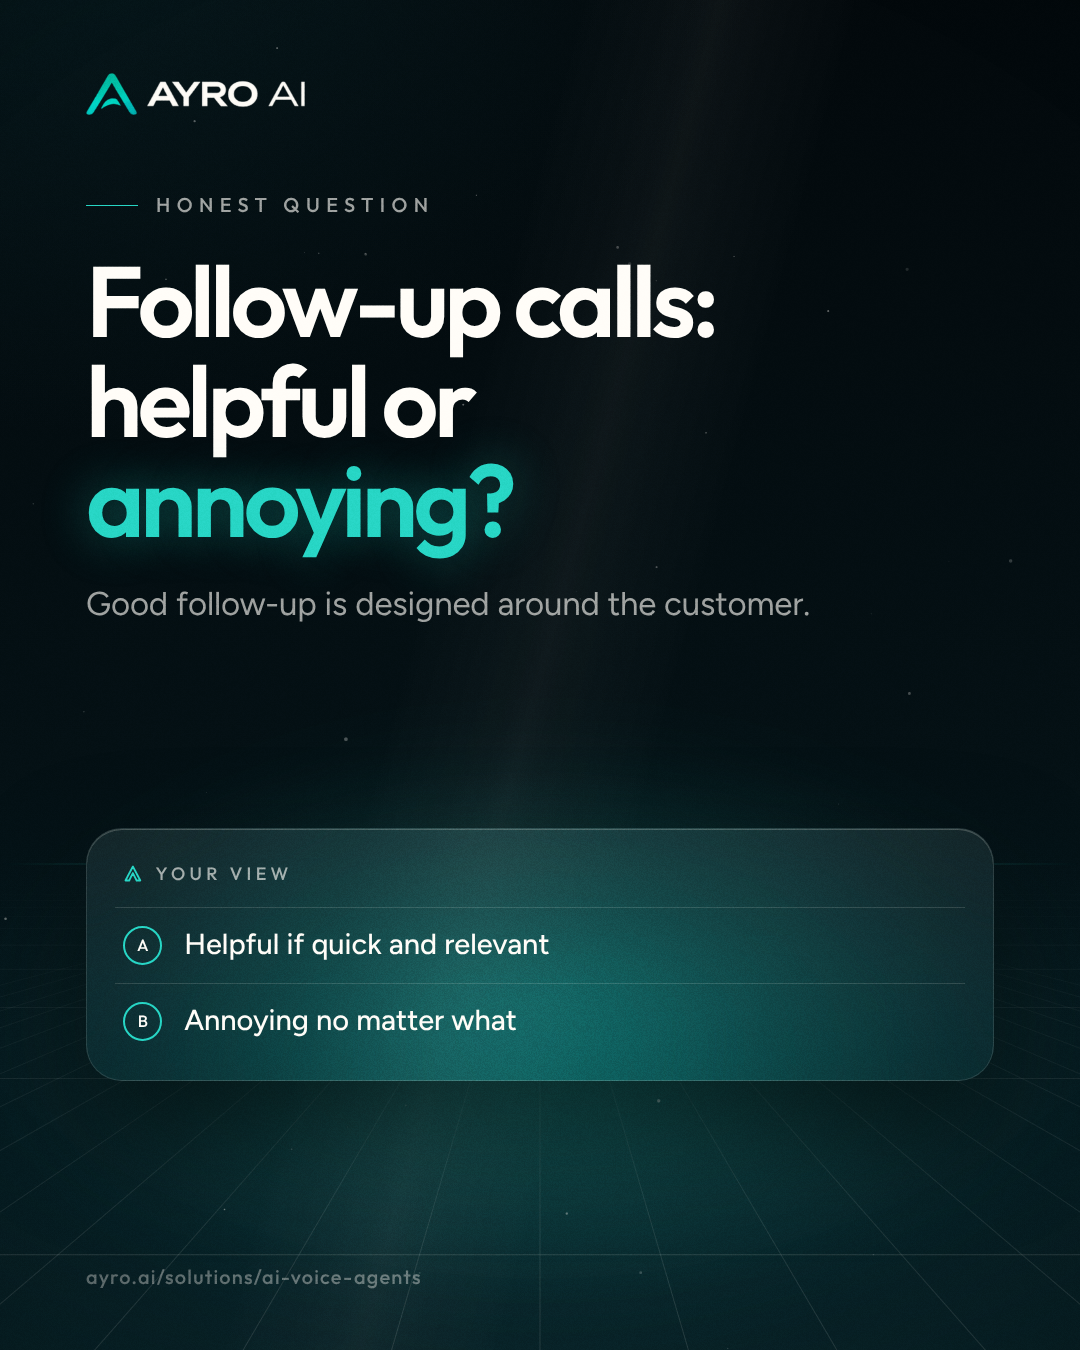 AYRO AI
HONEST QUESTION
Follow-up calls:
helpful or
annoying?
Good follow-up is designed around the customer.
YOUR VIEW
A Helpful if quick and relevant
B Annoying no matter what
ayro.ai/solutions/ai-voice-agents